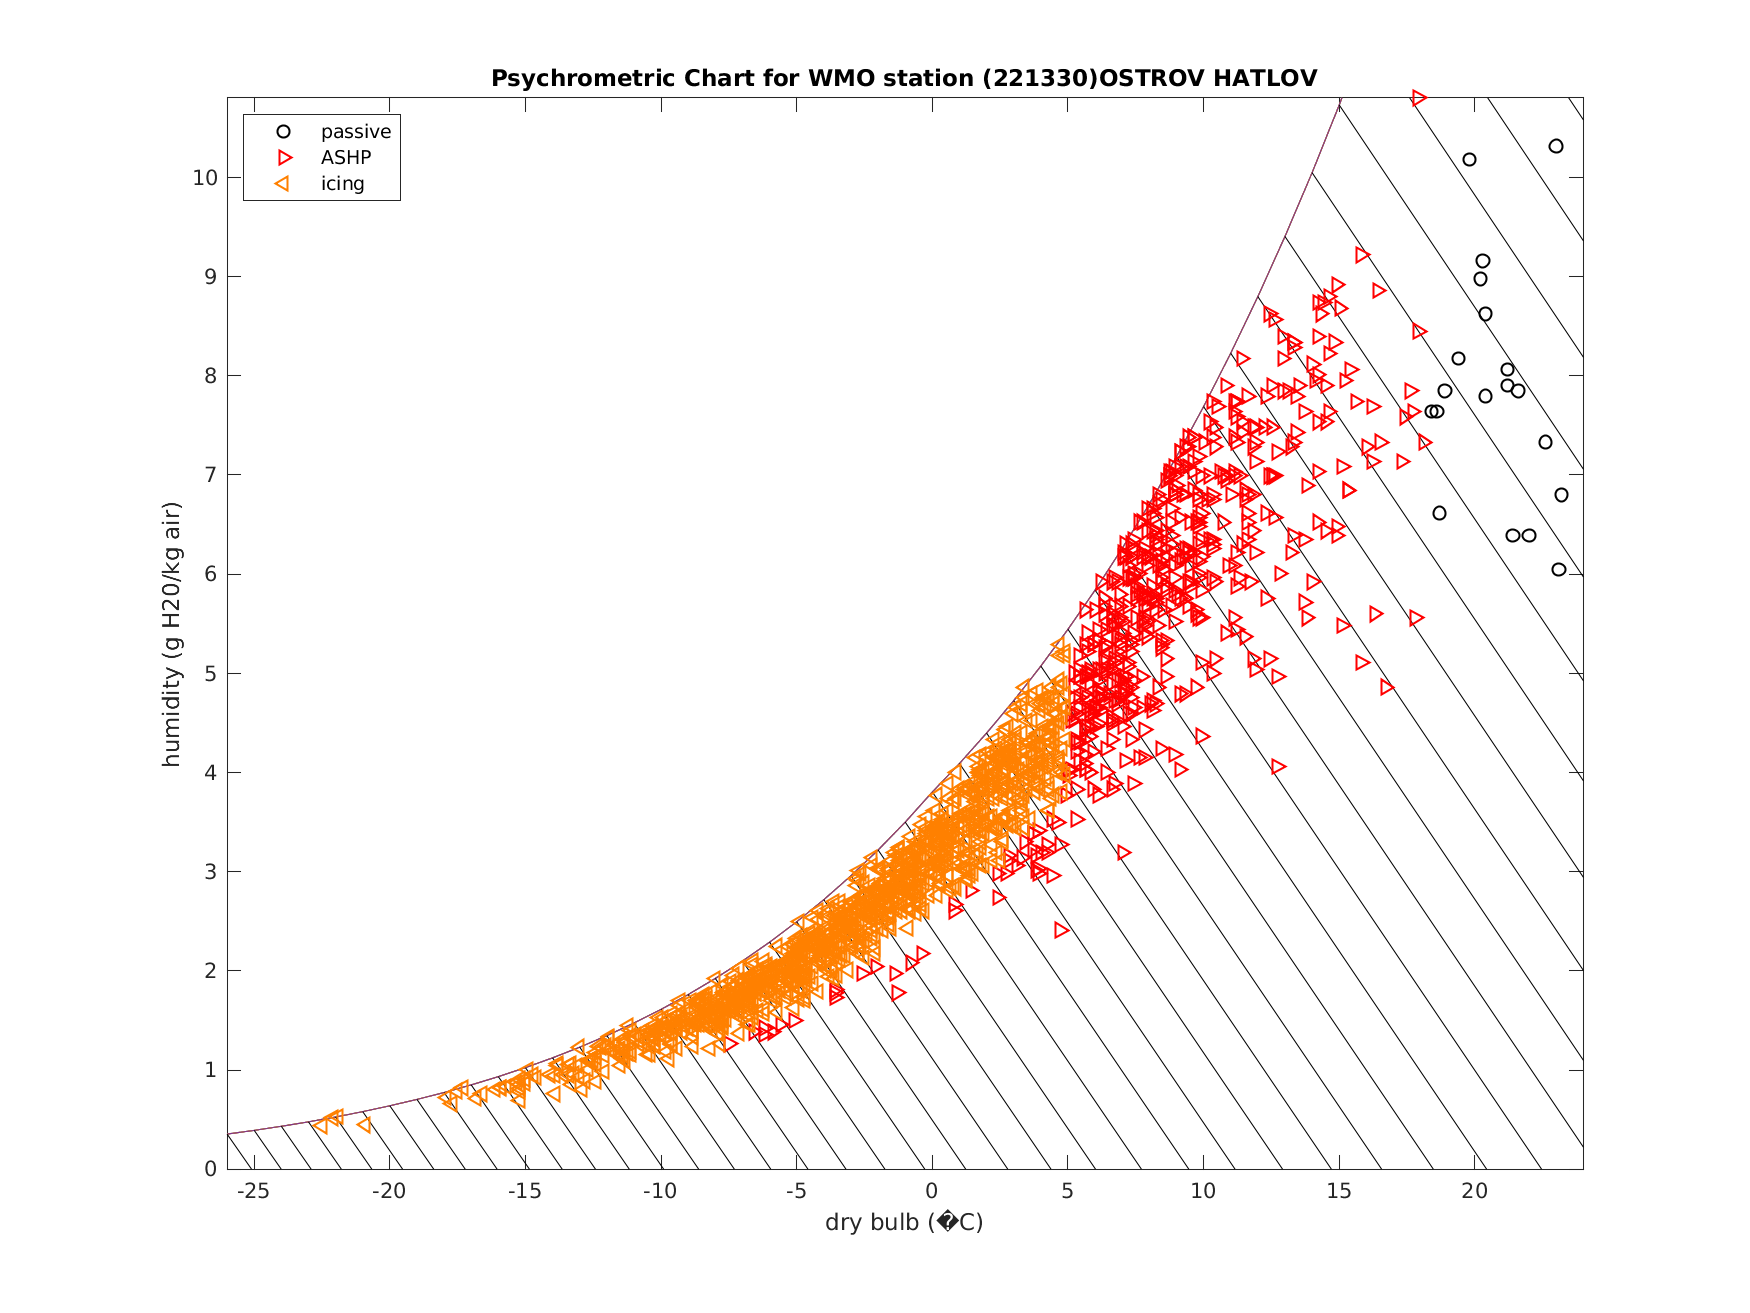 Psychrometric Chart for WMO station (221330)OSTROV HATLOV
passive
ASHP
icing
10
9
8
7
6
5
4
3
2
1
0
humidity (g H20/kg air)
-25 -20 -15 -10 -5 0 5 10 15 20
dry bulb (�C)